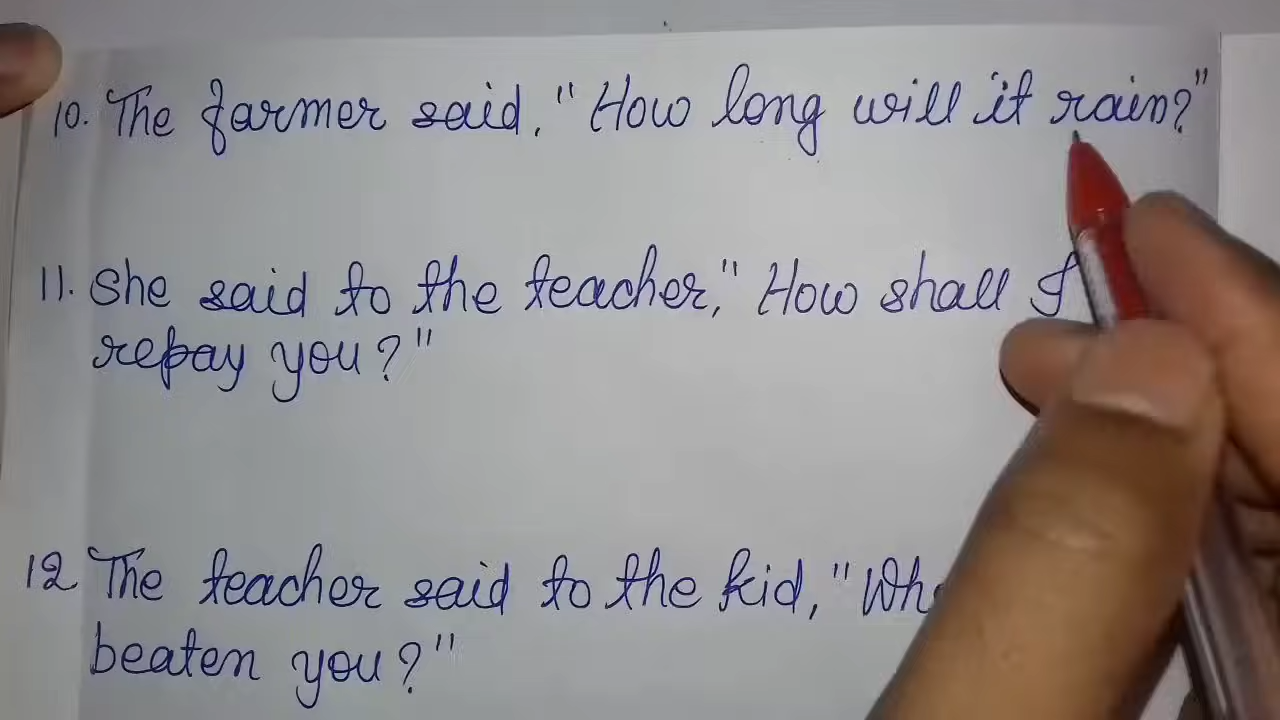 10. The farmer said, "How long will it rain?"
11. She said to the teacher," How shall I
repay you?"
12 The teacher said to the kid, "
beaten you?"